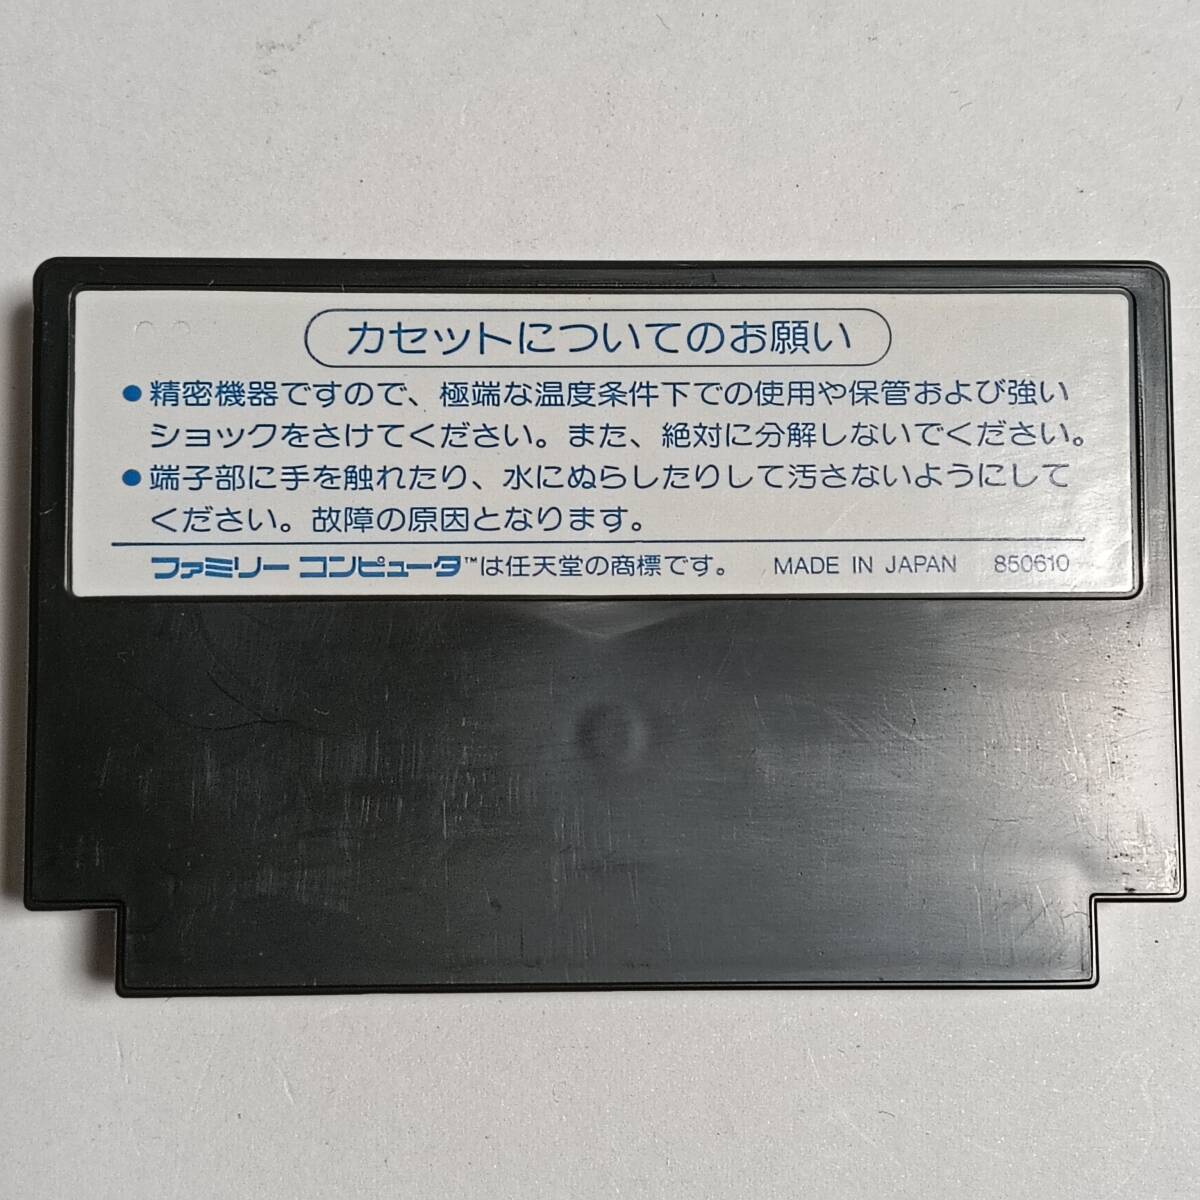 カセットについてのお願い
●精密機器ですので、極端な温度条件下での使用や保管および強い
ショックをさけてください。また、絶対に分解しないでください。
●端子部に手を触れたり、水にぬらしたりして汚さないようにして
ください。故障の原因となります。
ファミリー コンピュータ™は任天堂の商標です。 MADE IN JAPAN 850610